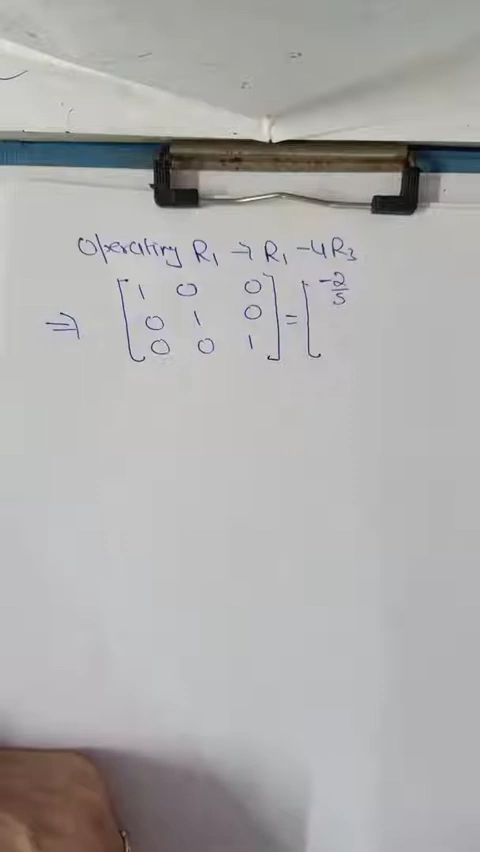 Operating R₁ → R₁ -4R₃
⇒ [1 0 0
0 1 0
0 0 1] = [-2/5